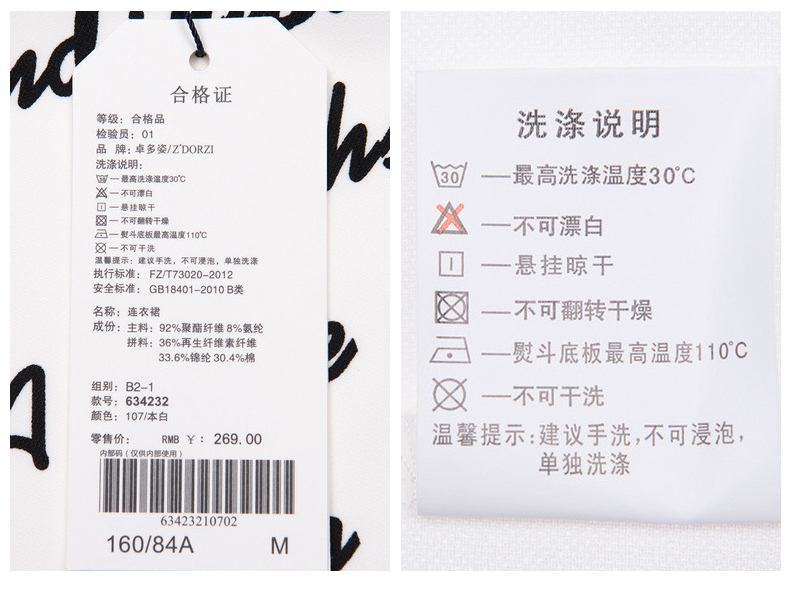 合格证
等级：合格品
检验员：01
品 牌：卓多姿/Z'DORZI
洗涤说明：
30 — 最高洗涤温度30℃
— 不可漂白
— 悬挂晾干
— 不可翻转干燥
— 熨斗底板最高温度110℃
— 不可干洗
温馨提示：建议手洗，不可浸泡，单独洗涤
执行标准： FZ/T73020-2012
安全标准： GB18401-2010 B类
名称：连衣裙
成份：主料：92%聚酯纤维 8%氨纶
拼料：36%再生纤维素纤维
33.6%锦纶 30.4%棉
组别： B2-1
款号：634232
颜色：107/本白
零售价： RMB ￥： 269.00
内部码（仅供内部使用）
63423210702
160/84A M
洗涤说明
30 —最高洗涤温度30℃
—不可漂白
—悬挂晾干
—不可翻转干燥
—熨斗底板最高温度110℃
—不可干洗
温馨提示：建议手洗，不可浸泡，
单独洗涤